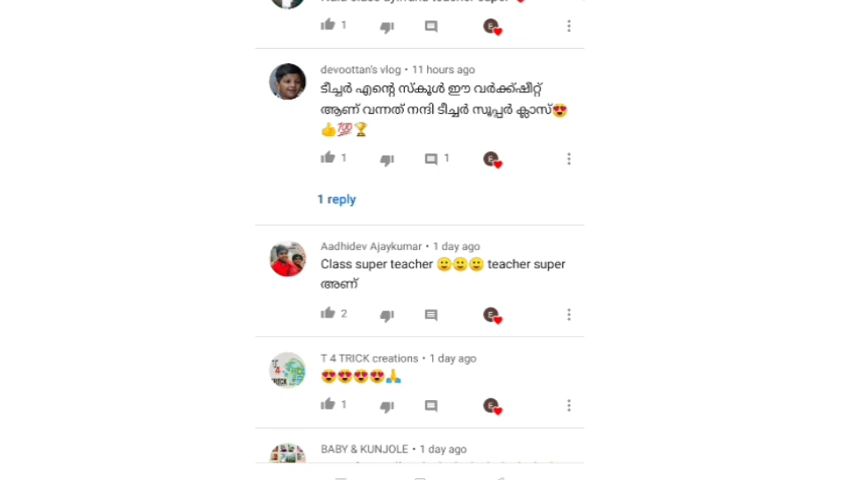 1
devoottan's vlog • 11 hours ago
ടീച്ചർ എന്റെ സ്കൂൾ ഈ വർക്ക്ഷീറ്റ്
ആണ് വന്നത് നന്ദി ടീച്ചർ സൂപ്പർ ക്ലാസ്😍
👍💯🏆
1 1
1 reply
Aadhidev Ajaykumar • 1 day ago
Class super teacher 🙂🙂🙂 teacher super
അണ്
2
T 4 TRICK creations • 1 day ago
😍😍😍😍🙏
1
BABY & KUNJOLE • 1 day ago